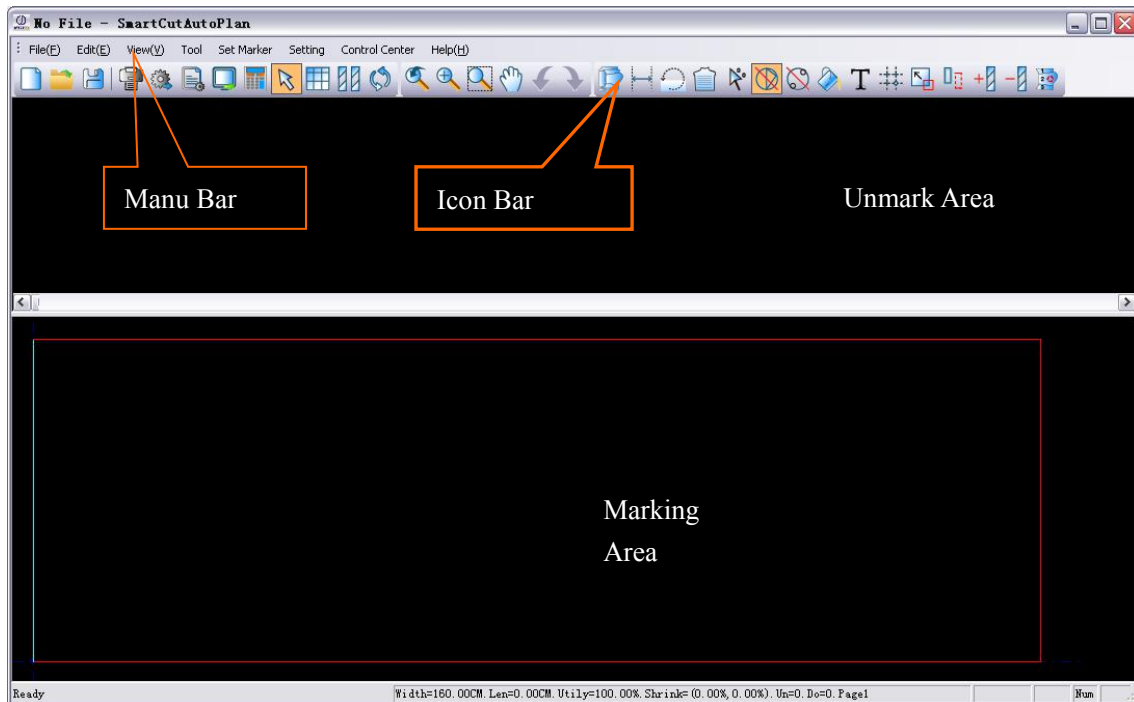 No File - SmartCutAutoPlan
File(F) Edit(E) View(V) Tool Set Marker Setting Control Center Help(H)
T
Manu Bar
Icon Bar
Unmark Area
Marking
Area
Ready
Width=160.00CM. Len=0.00CM. Utily=100.00%. Shrink=(0.00%, 0.00%). Un=0. Do=0. Page1
Num